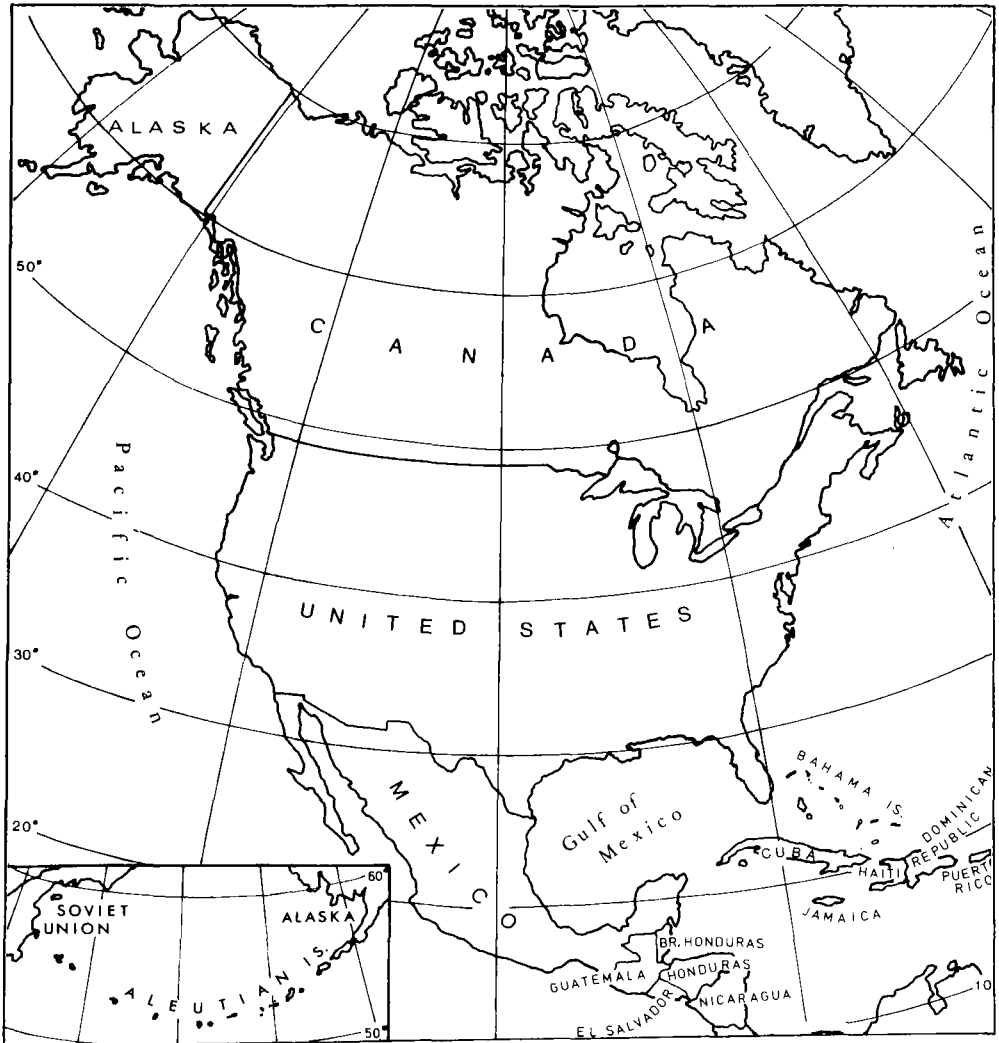 ALASKA
50°
CANADA
Atlantic Ocean
Pacific Ocean
40°
UNITED STATES
30°
MEXICO
Gulf of
Mexico
BAHAMA IS.
CUBA
HAITI
DOMINICAN
REPUBLIC
PUERT
RICO
JAMAICA
20°
BR. HONDURAS
GUATEMALA
HONDURAS
EL SALVADOR
NICARAGUA
10
60°
SOVIET
UNION
ALASKA
ALEUTIAN IS.
50°